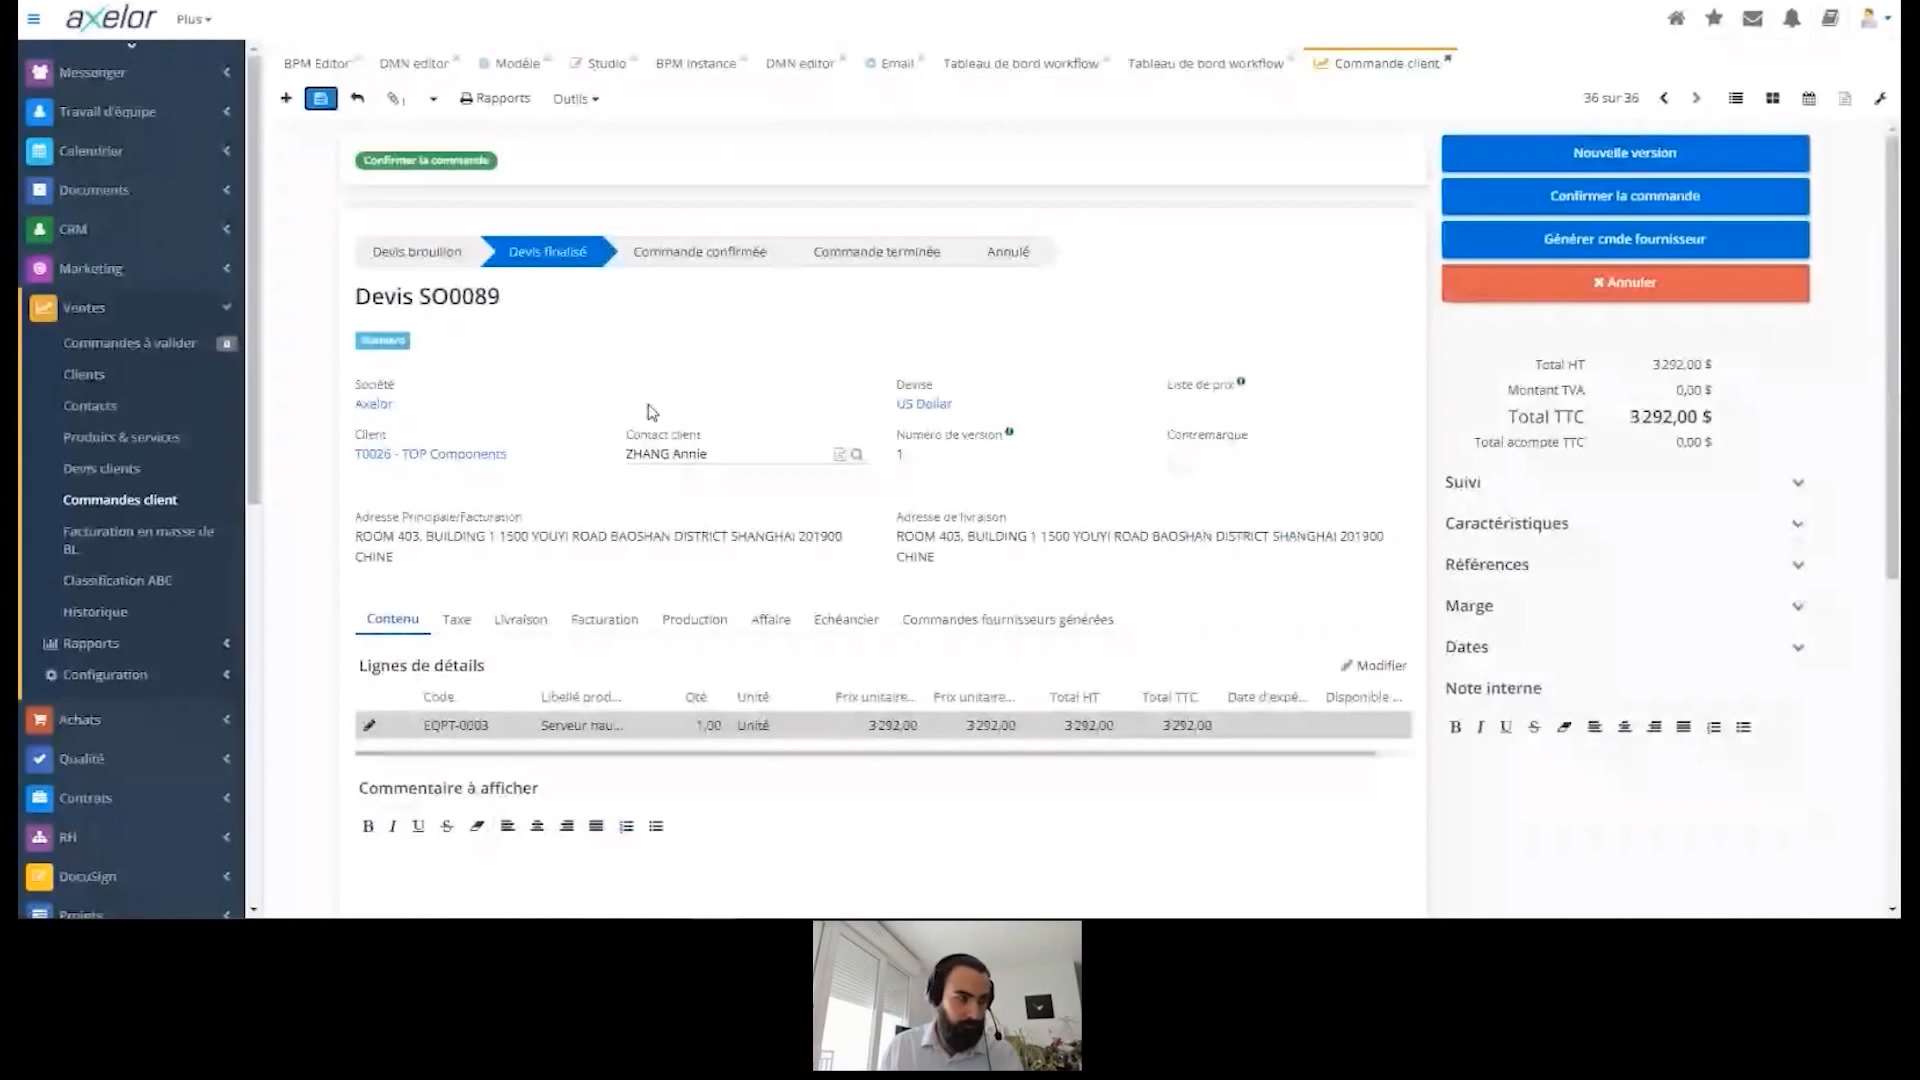 axelor
Plus
BPM Editor
DMN editor
Modèle
Studio
BPM Instance
DMN editor
Email
Tableau de bord workflow
Tableau de bord workflow
Commande client
Rapports
Outils
36 sur 36
Messenger
Travail d'équipe
Calendrier
Documents
CRM
Marketing
Ventes
Commandes à valider
Clients
Contacts
Produits & services
Devis clients
Commandes client
Facturation en masse de
BL
Classification ABC
Historique
Rapports
Configuration
Achats
Qualité
Contrats
RH
DocuSign
Projets
Confirmer la commande
Devis brouillon
Devis finalisé
Commande confirmée
Commande terminée
Annulé
Devis SO0089
Société
Axelor
Devise
US Dollar
Liste de prix
Client
T0026 - TOP Components
Contact client
ZHANG Annie
Numéro de version
1
Contremarque
Adresse Principale/Facturation
ROOM 403, BUILDING 1 1500 YOUYI ROAD BAOSHAN DISTRICT SHANGHAI 201900
CHINE
Adresse de livraison
ROOM 403, BUILDING 1 1500 YOUYI ROAD BAOSHAN DISTRICT SHANGHAI 201900
CHINE
Contenu
Taxe
Livraison
Facturation
Production
Affaire
Echéancier
Commandes fournisseurs générées
Lignes de détails
Modifier
Code
Libellé prod...
Qté
Unité
Prix unitaire...
Prix unitaire...
Total HT
Total TTC
Date d'expé...
Disponible ...
EQPT-0003
Serveur hau...
1,00
Unité
3292,00
3292,00
3292,00
3292,00
Commentaire à afficher
B I U S
Nouvelle version
Confirmer la commande
Générer cmde fournisseur
Annuler
Total HT 3292,00 $
Montant TVA 0,00 $
Total TTC 3292,00 $
Total acompte TTC 0,00 $
Suivi
Caractéristiques
Références
Marge
Dates
Note interne
B I U S